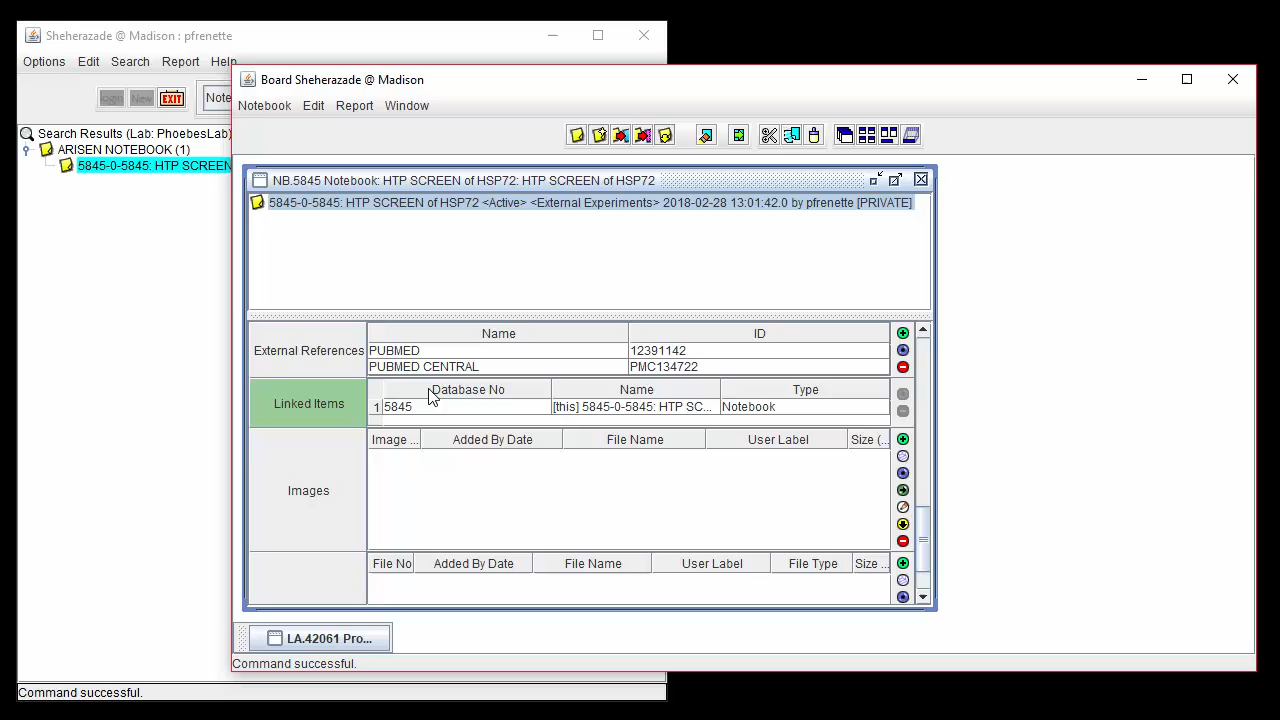 Sheherazade @ Madison : pfrenette
Options Edit Search Report Help
login New EXIT Note
Search Results (Lab: PhoebesLab)
ARISEN NOTEBOOK (1)
5845-0-5845: HTP SCREEN
Command successful.
Board Sheherazade @ Madison
Notebook Edit Report Window
NB.5845 Notebook: HTP SCREEN of HSP72: HTP SCREEN of HSP72
5845-0-5845: HTP SCREEN of HSP72 <Active> <External Experiments> 2018-02-28 13:01:42.0 by pfrenette [PRIVATE]
External References
Name ID
PUBMED 12391142
PUBMED CENTRAL PMC134722
Linked Items
Database No Name Type
1 5845 [this] 5845-0-5845: HTP SC... Notebook
Images
Image ... Added By Date File Name User Label Size (...
File No Added By Date File Name User Label File Type Size ...
LA.42061 Pro...
Command successful.